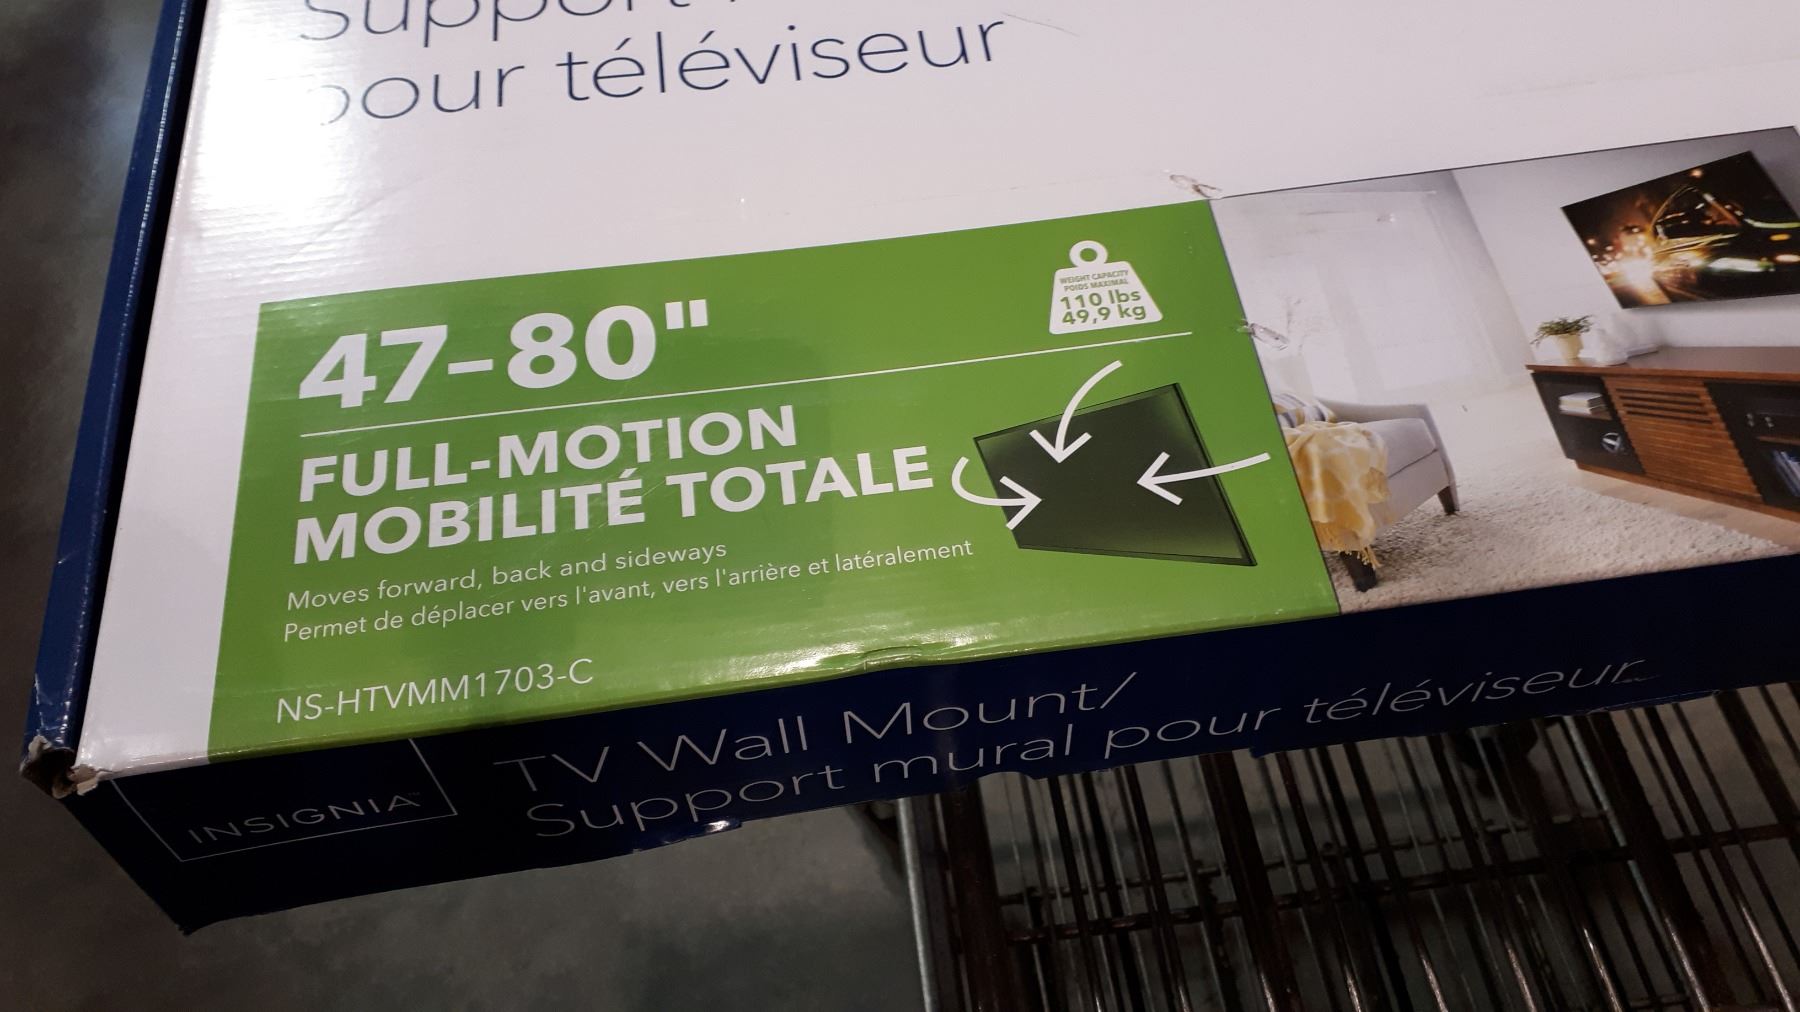 Support
pour téléviseur
47-80"
WEIGHT CAPACITY
POIDS MAXIMAL
110 lbs
49,9 kg
FULL-MOTION
MOBILITÉ TOTALE
Moves forward, back and sideways
Permet de déplacer vers l'avant, vers l'arrière et latéralement
NS-HTVMM1703-C
INSIGNIA™
TV Wall Mount/
Support mural pour téléviseur